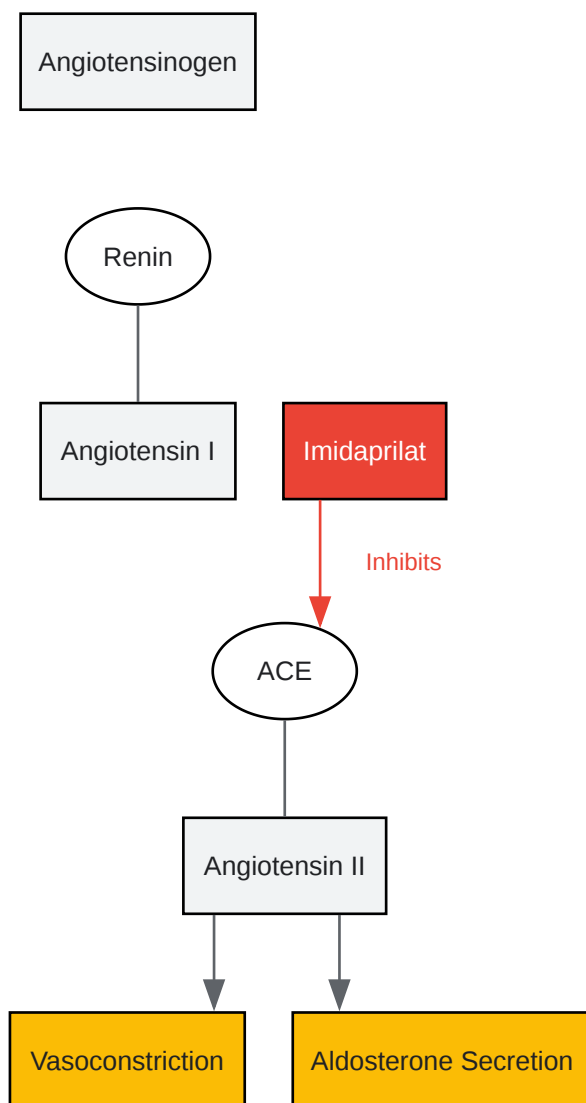 Angiotensinogen
Renin
Angiotensin I
Imidaprilat
Inhibits
ACE
Angiotensin II
Vasoconstriction
Aldosterone Secretion